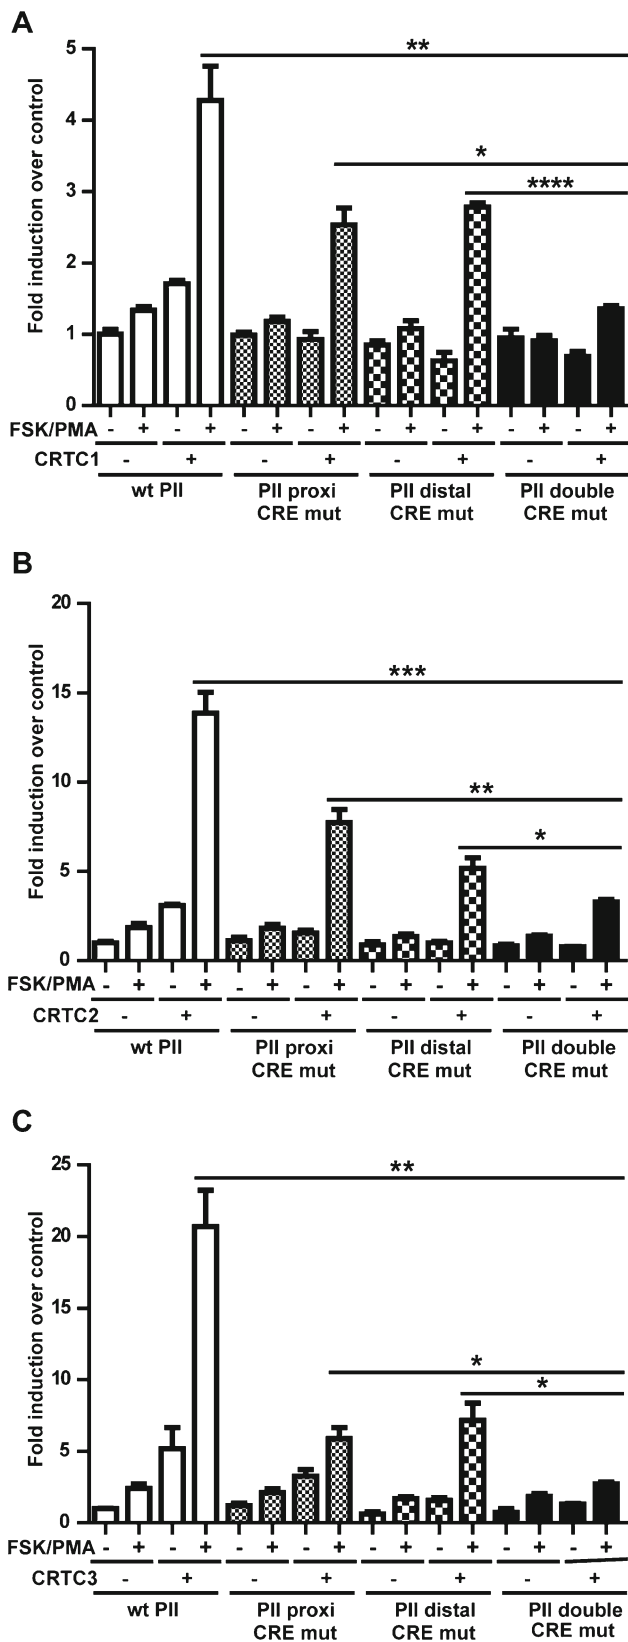 A
Fold induction over control
5
4
3
2
1
0
**
*
****
FSK/PMA - + - + - + - + - + - + - + - +
CRTC1 - + - + - + - +
wt PII PII proxi PII distal PII double
CRE mut CRE mut CRE mut
B
Fold induction over control
20
15
10
5
0
***
**
*
FSK/PMA - + - + - + - + - + - + - + - +
CRTC2 - + - + - + - +
wt PII PII proxi PII distal PII double
CRE mut CRE mut CRE mut
C
Fold induction over control
25
20
15
10
5
0
**
*
*
FSK/PMA - + - + - + - + - + - + - + - +
CRTC3 - + - + - + - +
wt PII PII proxi PII distal PII double
CRE mut CRE mut CRE mut